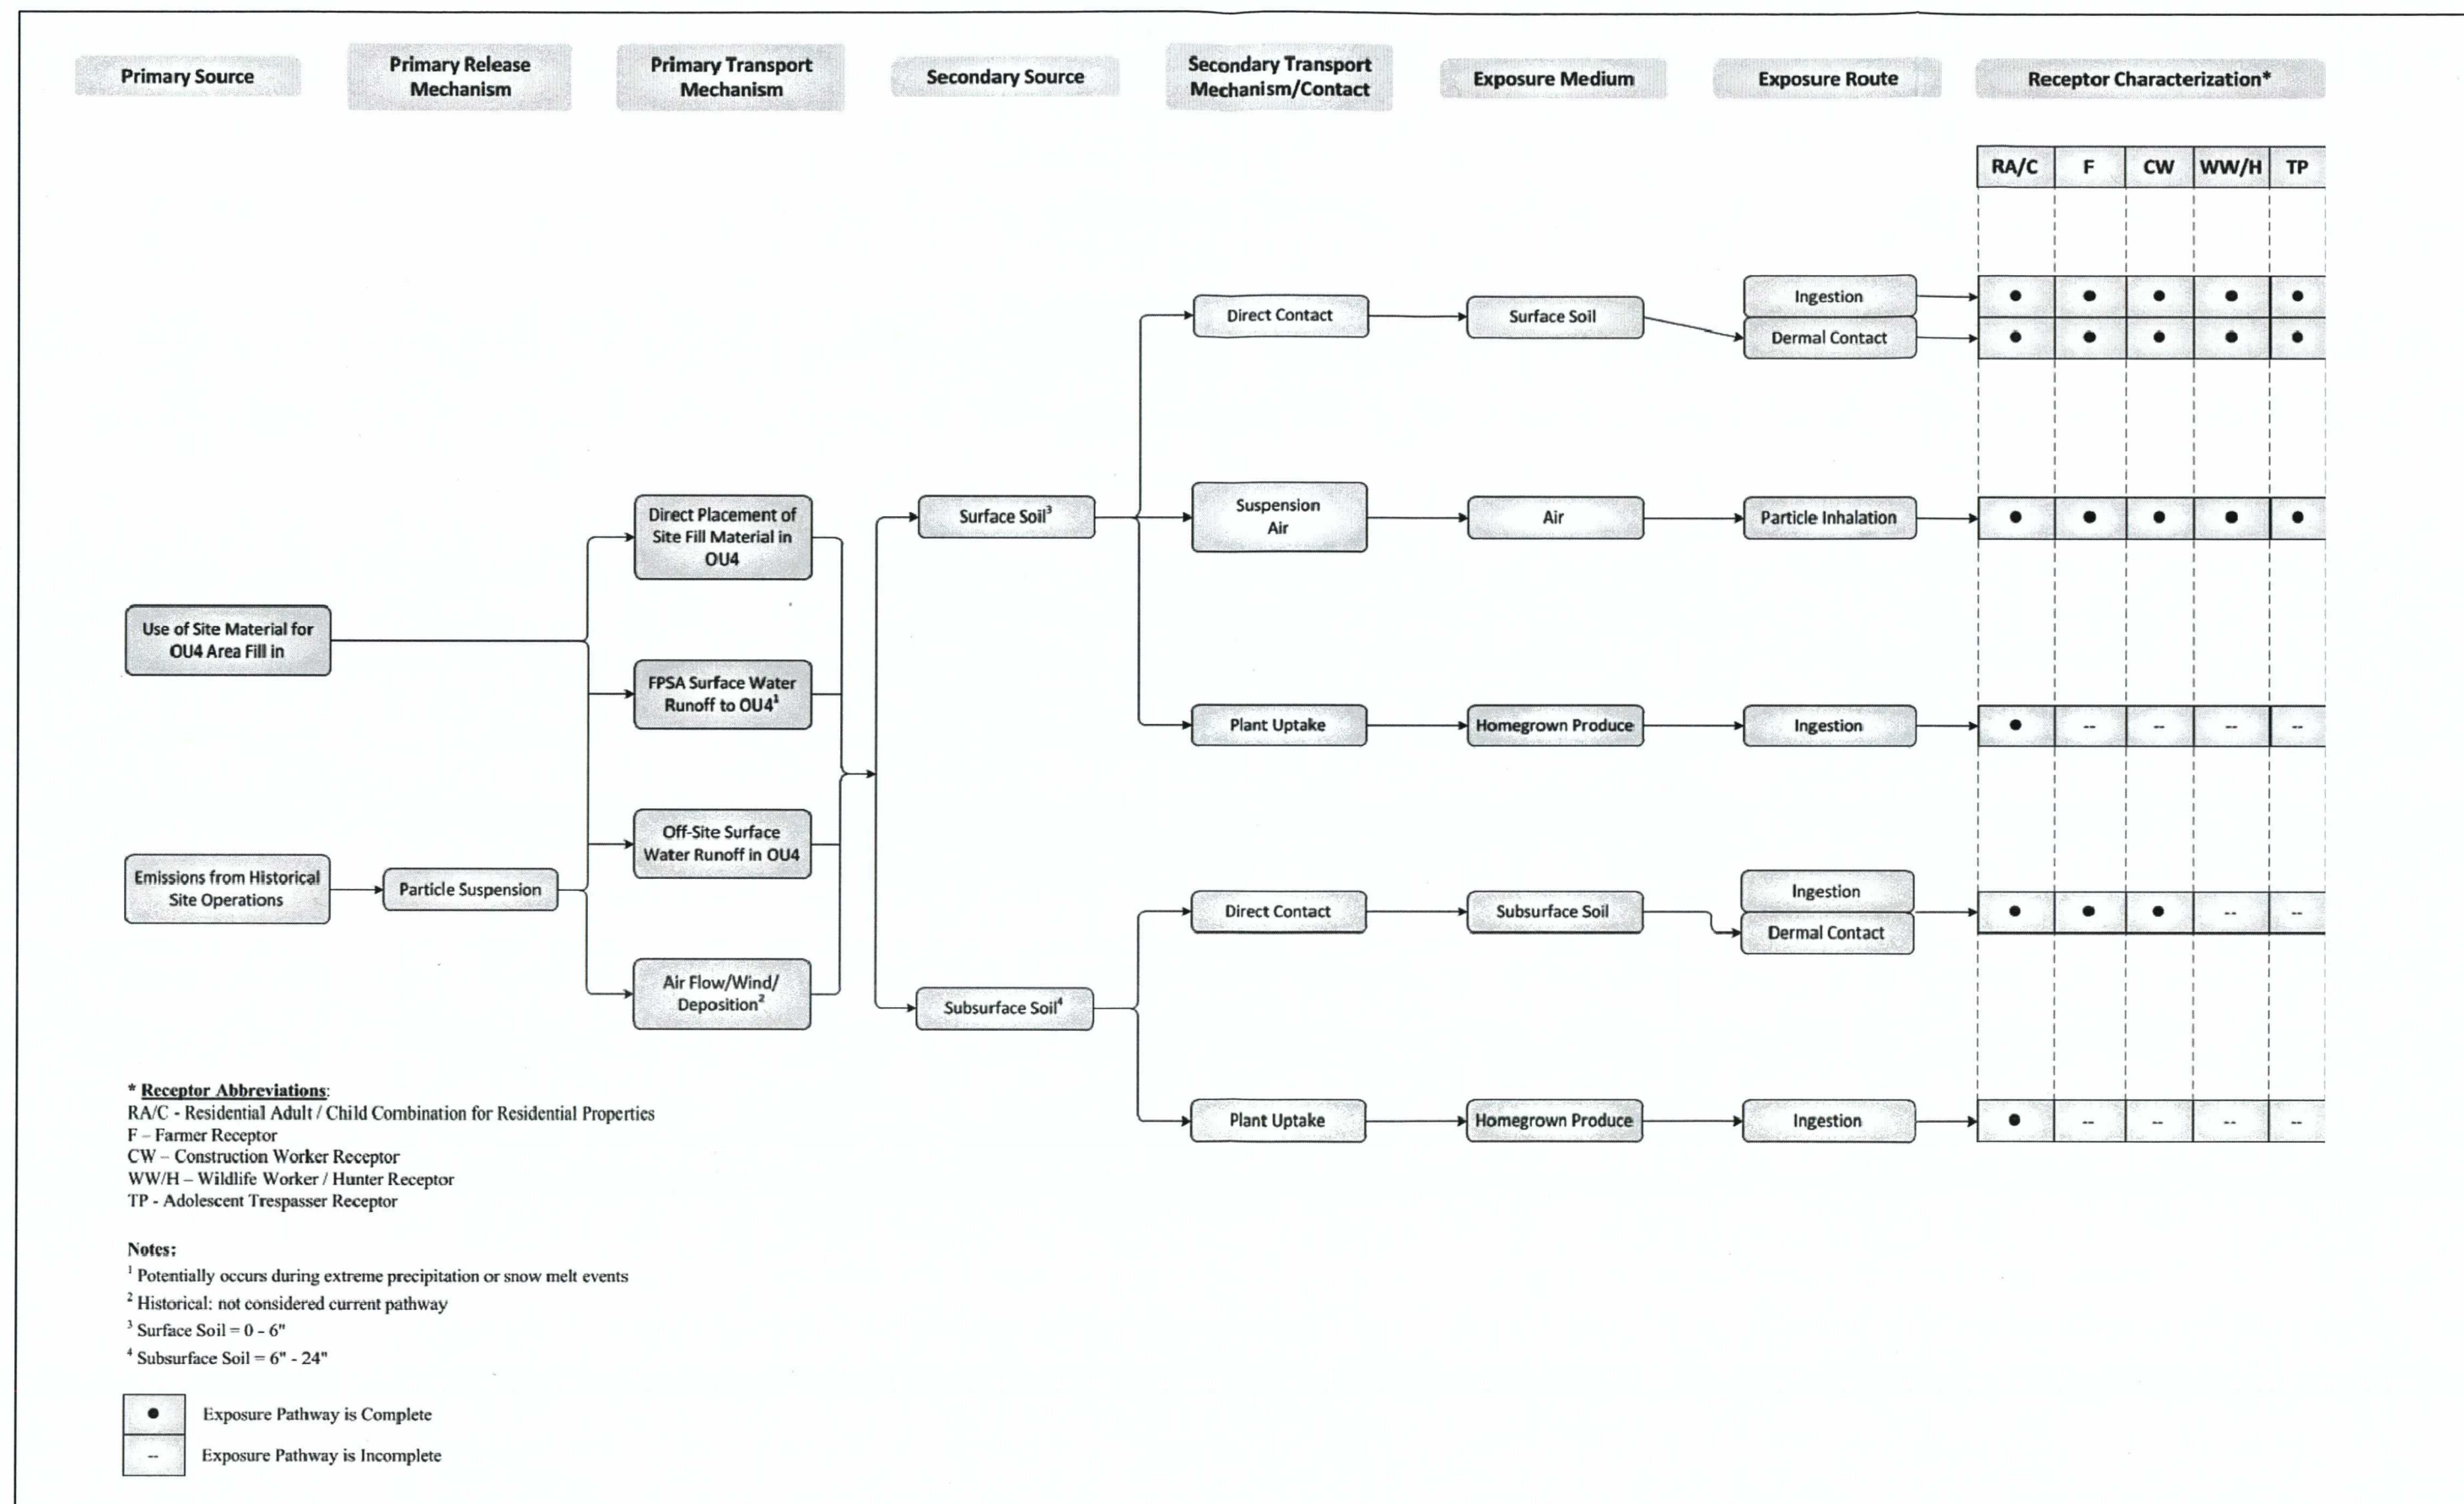 Primary Source
Primary Release
Mechanism
Primary Transport
Mechanism
Secondary Source
Secondary Transport
Mechanism/Contact
Exposure Medium
Exposure Route
Receptor Characterization*
RA/C F CW WW/H TP
Direct Contact
Surface Soil
Ingestion
● ● ● ● ●
Dermal Contact
● ● ● ● ●
Direct Placement of
Site Fill Material in
OU4
Surface Soil³
Suspension
Air
Air
Particle Inhalation
● ● ● ● ●
Use of Site Material for
OU4 Area Fill in
FPSA Surface Water
Runoff to OU4¹
Plant Uptake
Homegrown Produce
Ingestion
● -- -- -- --
Off-Site Surface
Water Runoff in OU4
Emissions from Historical
Site Operations
Particle Suspension
Direct Contact
Subsurface Soil
Ingestion
Dermal Contact
● ● ● -- --
Air Flow/Wind/
Deposition²
Subsurface Soil⁴
Plant Uptake
Homegrown Produce
Ingestion
● -- -- -- --
* Receptor Abbreviations:
RA/C - Residential Adult / Child Combination for Residential Properties
F – Farmer Receptor
CW – Construction Worker Receptor
WW/H – Wildlife Worker / Hunter Receptor
TP - Adolescent Trespasser Receptor
Notes:
¹ Potentially occurs during extreme precipitation or snow melt events
² Historical: not considered current pathway
³ Surface Soil = 0 - 6"
⁴ Subsurface Soil = 6" - 24"
● Exposure Pathway is Complete
-- Exposure Pathway is Incomplete